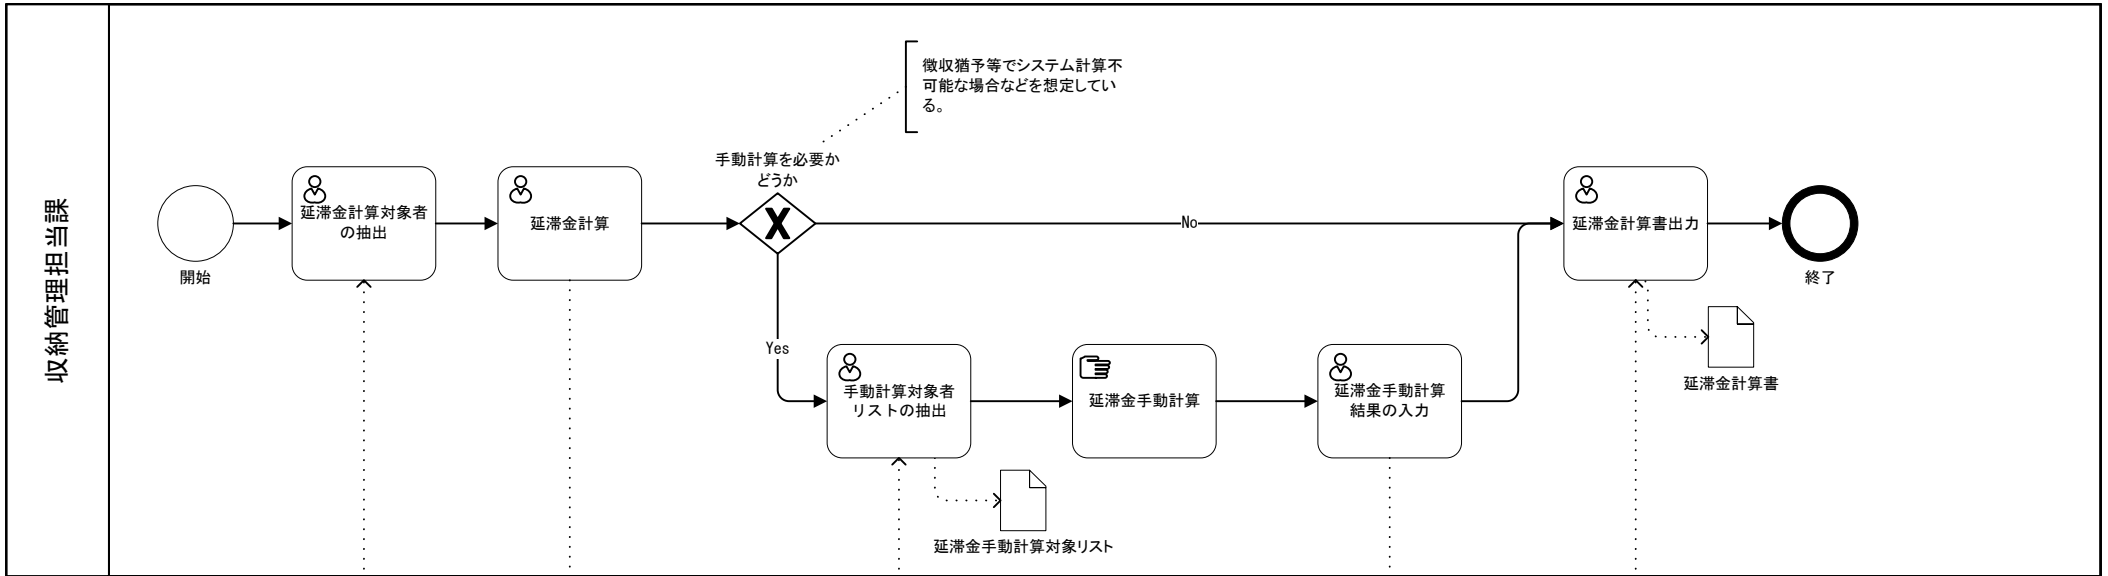 収納管理担当課
徴収猶予等でシステム計算不
可能な場合などを想定してい
る。
手動計算を必要か
どうか
開始
延滞金計算対象者
の抽出
延滞金計算
No
延滞金計算書出力
終了
延滞金計算書
Yes
手動計算対象者
リストの抽出
延滞金手動計算
延滞金手動計算
結果の入力
延滞金手動計算対象リスト